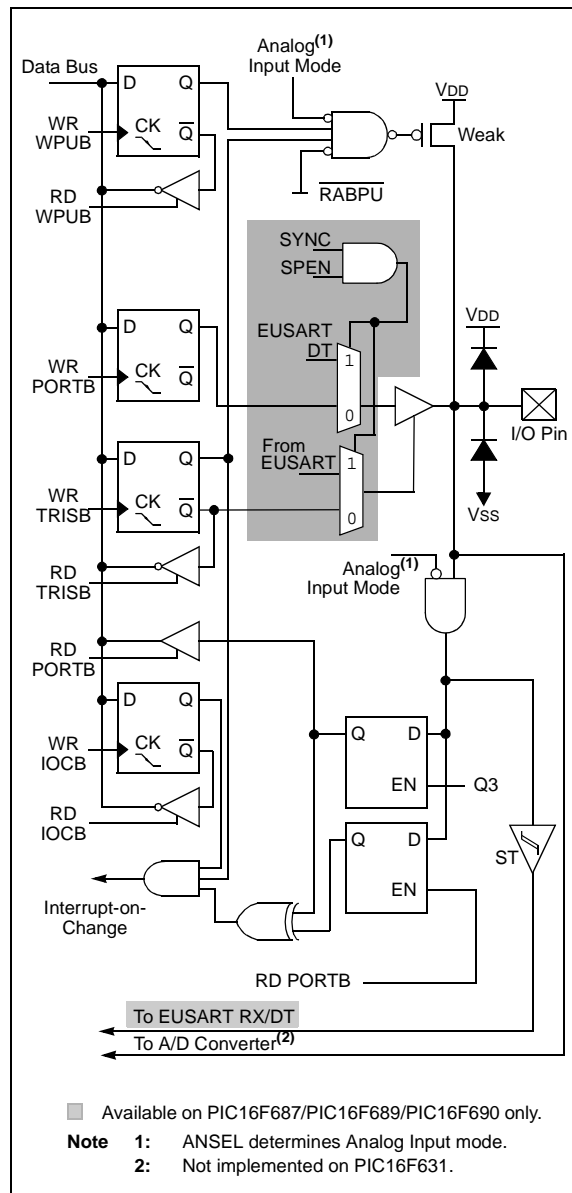 Analog(1)
Input Mode
Data Bus
VDD
D Q
WR
WPUB
CK
Q
Weak
RD
WPUB
RABPU
SYNC
SPEN
EUSART
DT
1
0
VDD
D Q
WR
PORTB
CK
Q
I/O Pin
From
EUSART
1
0
VSS
D Q
WR
TRISB
CK
Q
RD
TRISB
Analog(1)
Input Mode
RD
PORTB
D Q
WR
IOCB
CK
Q
RD
IOCB
Q D
EN
Q3
Q D
EN
ST
Interrupt-on-
Change
RD PORTB
To EUSART RX/DT
To A/D Converter(2)
Available on PIC16F687/PIC16F689/PIC16F690 only.
Note 1: ANSEL determines Analog Input mode.
2: Not implemented on PIC16F631.